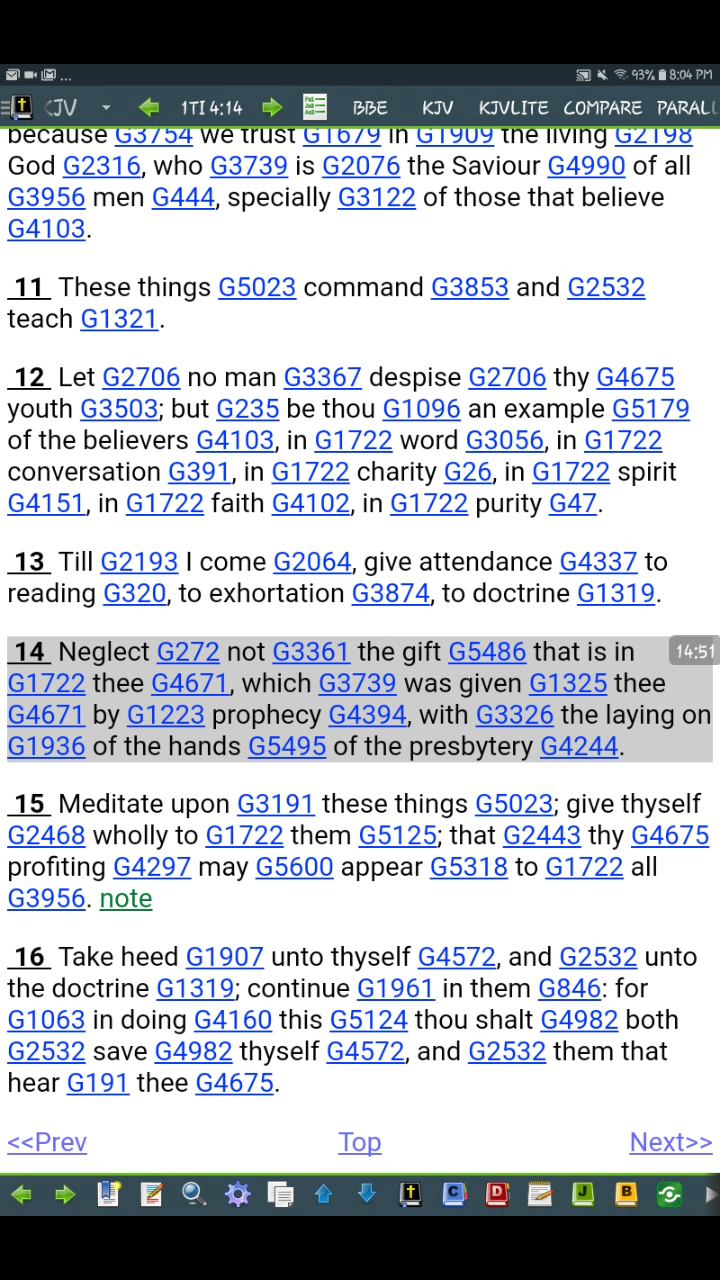 93% 8:04 PM
KJV 1TI 4:14 BBE KJV KJVLITE COMPARE PARALL
because G3754 we trust G1679 in G1909 the living G2198
God G2316, who G3739 is G2076 the Saviour G4990 of all
G3956 men G444, specially G3122 of those that believe
G4103.
11 These things G5023 command G3853 and G2532
teach G1321.
12 Let G2706 no man G3367 despise G2706 thy G4675
youth G3503; but G235 be thou G1096 an example G5179
of the believers G4103, in G1722 word G3056, in G1722
conversation G391, in G1722 charity G26, in G1722 spirit
G4151, in G1722 faith G4102, in G1722 purity G47.
13 Till G2193 I come G2064, give attendance G4337 to
reading G320, to exhortation G3874, to doctrine G1319.
14 Neglect G272 not G3361 the gift G5486 that is in 14:51
G1722 thee G4671, which G3739 was given G1325 thee
G4671 by G1223 prophecy G4394, with G3326 the laying on
G1936 of the hands G5495 of the presbytery G4244.
15 Meditate upon G3191 these things G5023; give thyself
G2468 wholly to G1722 them G5125; that G2443 thy G4675
profiting G4297 may G5600 appear G5318 to G1722 all
G3956. note
16 Take heed G1907 unto thyself G4572, and G2532 unto
the doctrine G1319; continue G1961 in them G846: for
G1063 in doing G4160 this G5124 thou shalt G4982 both
G2532 save G4982 thyself G4572, and G2532 them that
hear G191 thee G4675.
<<Prev Top Next>>
C D J B